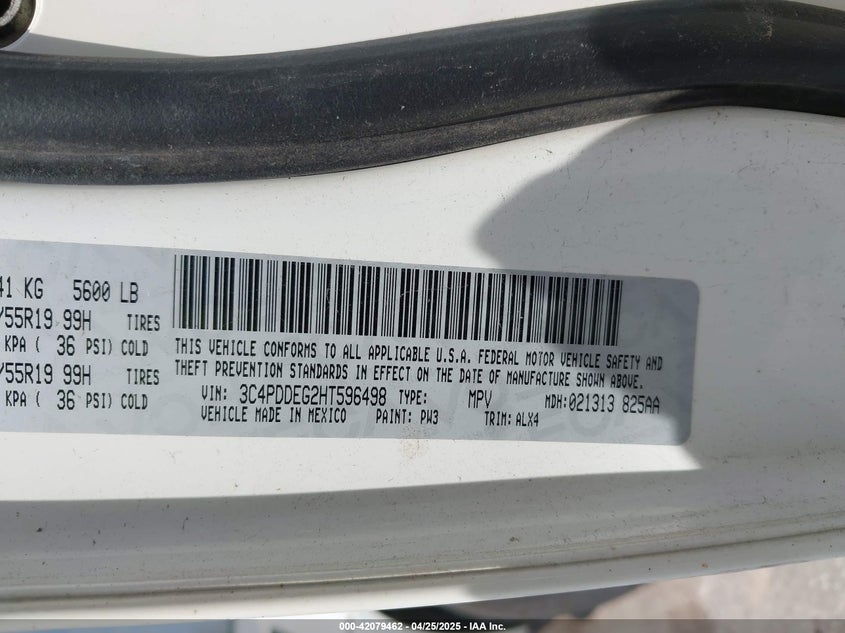 41 KG 5600 LB
/55R19 99H TIRES
KPA ( 36 PSI) COLD
/55R19 99H TIRES
KPA ( 36 PSI) COLD
THIS VEHICLE CONFORMS TO ALL APPLICABLE U.S.A. FEDERAL MOTOR VEHICLE SAFETY AND
THEFT PREVENTION STANDARDS IN EFFECT ON THE DATE OF MANUFACTURE SHOWN ABOVE.
VIN: 3C4PDDEG2HT596498 TYPE: MPV MDH: 021313 825AA
VEHICLE MADE IN MEXICO PAINT: PW3 TRIM: ALX4
000-42079462 - 04/25/2025 - IAA Inc.